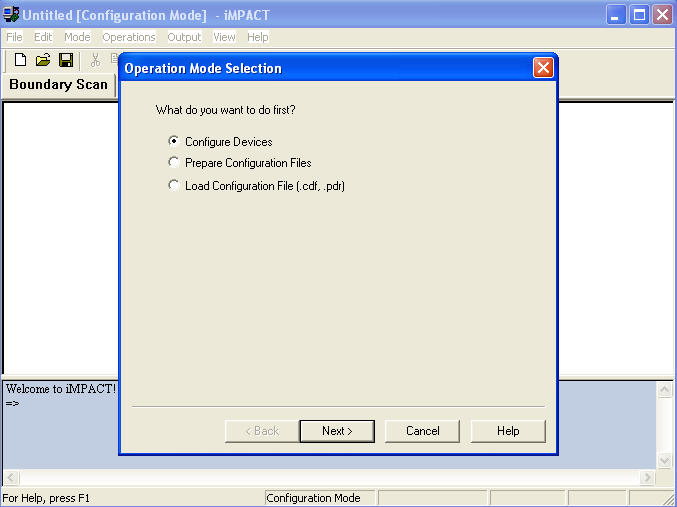 Untitled [Configuration Mode] - iMPACT
File Edit Mode Operations Output View Help
Boundary Scan
Operation Mode Selection
What do you want to do first?
Configure Devices
Prepare Configuration Files
Load Configuration File (.cdf, .pdr)
Welcome to iMPACT!
=>
< Back Next > Cancel Help
For Help, press F1 Configuration Mode